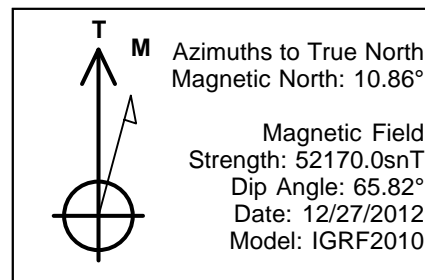 T
M
Azimuths to True North
Magnetic North: 10.86°
Magnetic Field
Strength: 52170.0snT
Dip Angle: 65.82°
Date: 12/27/2012
Model: IGRF2010